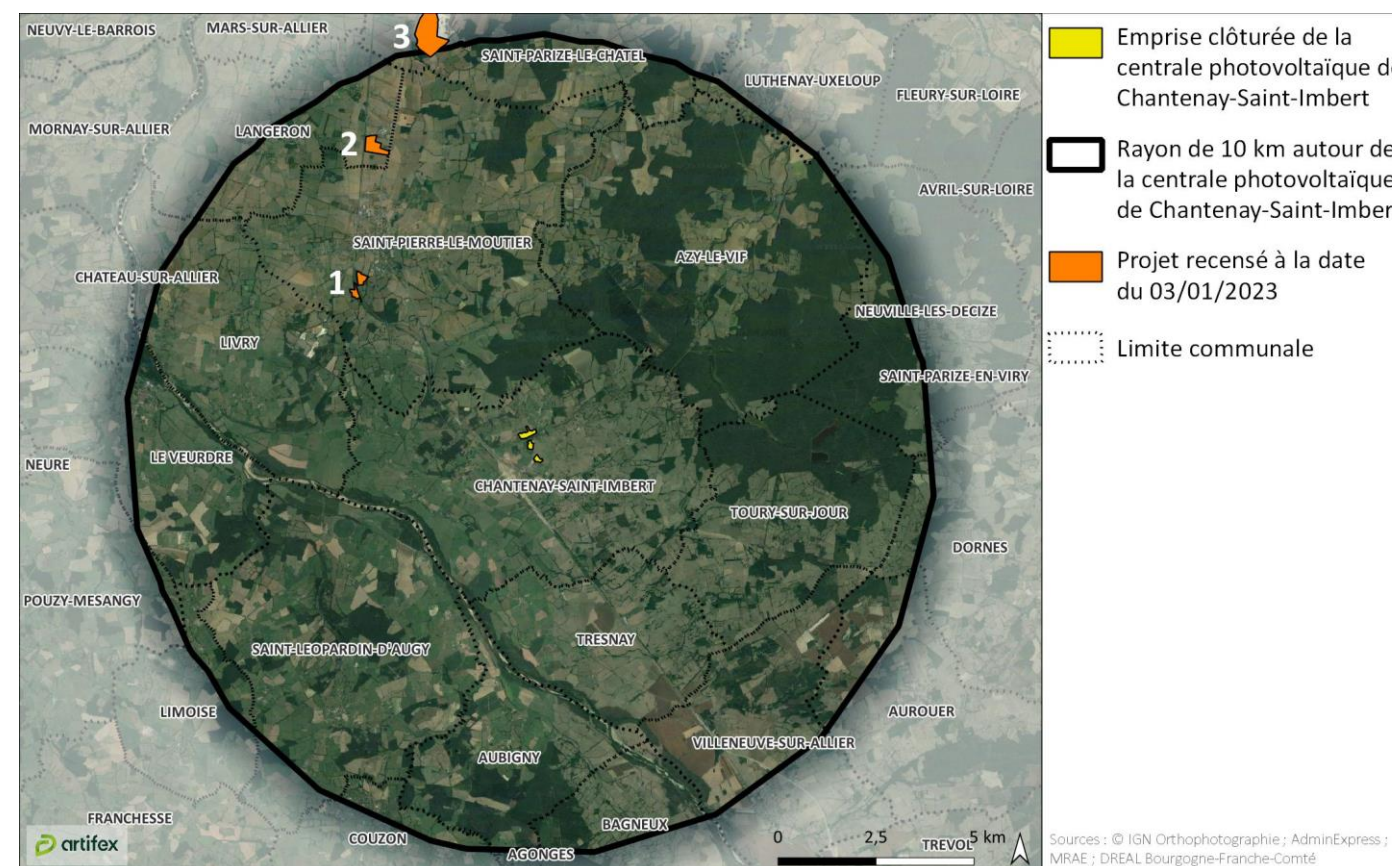 NEUVY-LE-BARROIS
MARS-SUR-ALLIER
3
SAINT-PARIZE-LE-CHATEL
LUTHENAY-UXELOUP
FLEURY-SUR-LOIRE
MORNAY-SUR-ALLIER
LANGERON
2
AVRIL-SUR-LOIRE
SAINT-PIERRE-LE-MOUTIER
AZY-LE-VIF
CHATEAU-SUR-ALLIER
1
NEUVILLE-LES-DECIZE
LIVRY
SAINT-PARIZE-EN-VIRY
NEURE
LE VEURDRE
CHANTENAY-SAINT-IMBERT
TOURY-SUR-JOUR
DORNES
POUZY-MESANGY
TRESNAY
SAINT-LEOPARDIN-D'AUGY
LIMOISE
AUROUER
VILLENEUVE-SUR-ALLIER
AUBIGNY
FRANCHESSE
BAGNEUX
COUZON
AGONGES
TREVOL
artifex
0 2,5 5 km
Emprise clôturée de la
centrale photovoltaïque de
Chantenay-Saint-Imbert
Rayon de 10 km autour de
la centrale photovoltaïque
de Chantenay-Saint-Imber
Projet recensé à la date
du 03/01/2023
Limite communale
Sources : © IGN Orthophotographie ; AdminExpress ;
MRAE ; DREAL Bourgogne-Franche-Comté